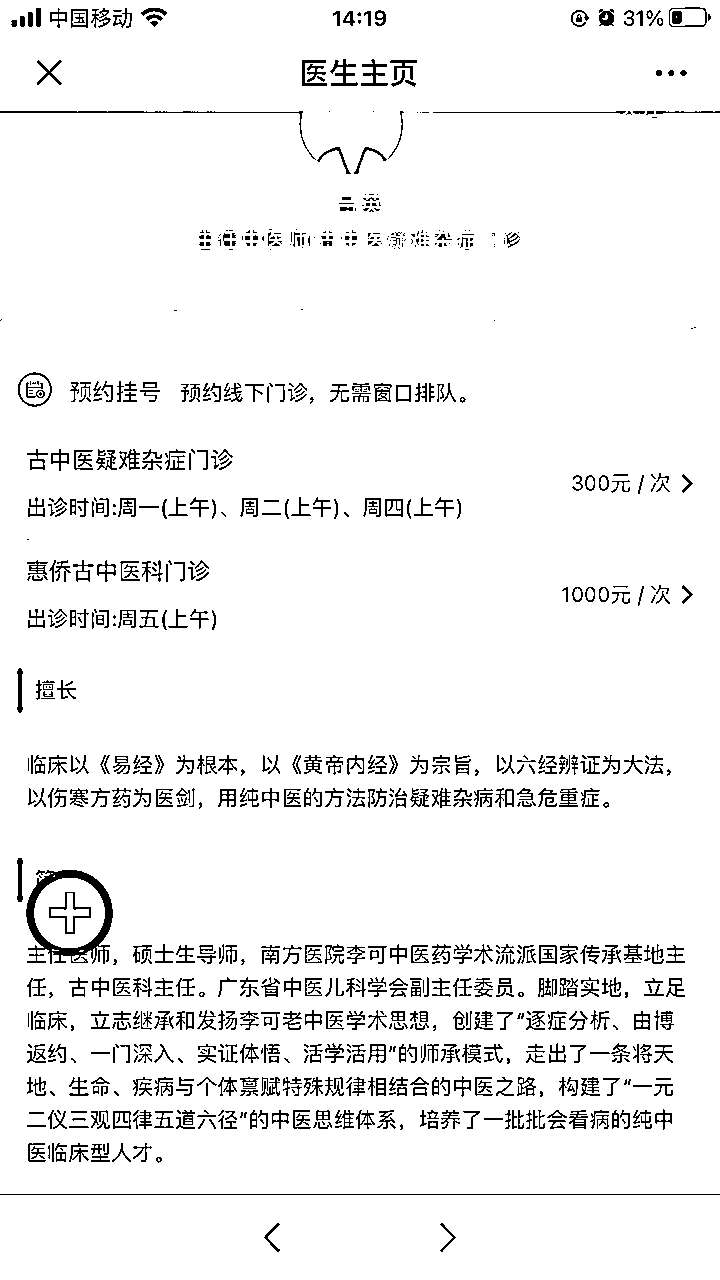 中国移动 14:19 31%
医生主页
预约挂号 预约线下门诊，无需窗口排队。
古中医疑难杂症门诊
300元 / 次
出诊时间:周一(上午)、周二(上午)、周四(上午)
惠侨古中医科门诊
1000元 / 次
出诊时间:周五(上午)
擅长
临床以《易经》为根本，以《黄帝内经》为宗旨，以六经辨证为大法，
以伤寒方药为医剑，用纯中医的方法防治疑难杂病和急危重症。
主任医师，硕士生导师，南方医院李可中医药学术流派国家传承基地主
任，古中医科主任。广东省中医儿科学会副主任委员。脚踏实地，立足
临床，立志继承和发扬李可老中医学术思想，创建了“逐症分析、由博
返约、一门深入、实证体悟、活学活用”的师承模式，走出了一条将天
地、生命、疾病与个体禀赋特殊规律相结合的中医之路，构建了“一元
二仪三观四律五道六径”的中医思维体系，培养了一批批会看病的纯中
医临床型人才。